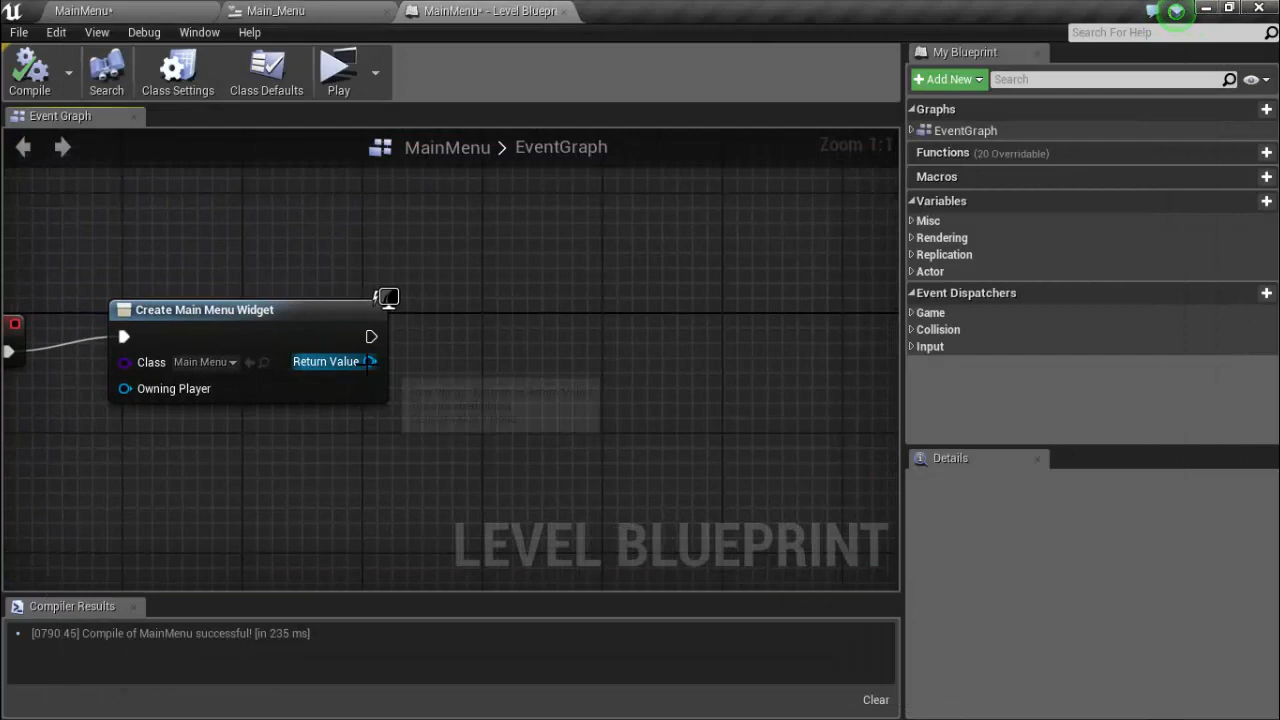 MainMenu*
Main_Menu
MainMenu* - Level Bluepri
File Edit View Debug Window Help
Search For Help
Compile
Search
Class Settings
Class Defaults
Play
My Blueprint
Add New
Search
Event Graph
MainMenu > EventGraph
Zoom 1:1
Graphs
EventGraph
Functions (20 Overridable)
Macros
Variables
Misc
Rendering
Replication
Actor
Event Dispatchers
Game
Collision
Input
Create Main Menu Widget
Class Main Menu
Return Value
Owning Player
LEVEL BLUEPRINT
Details
Compiler Results
[0790.45] Compile of MainMenu successful! [in 235 ms]
Clear